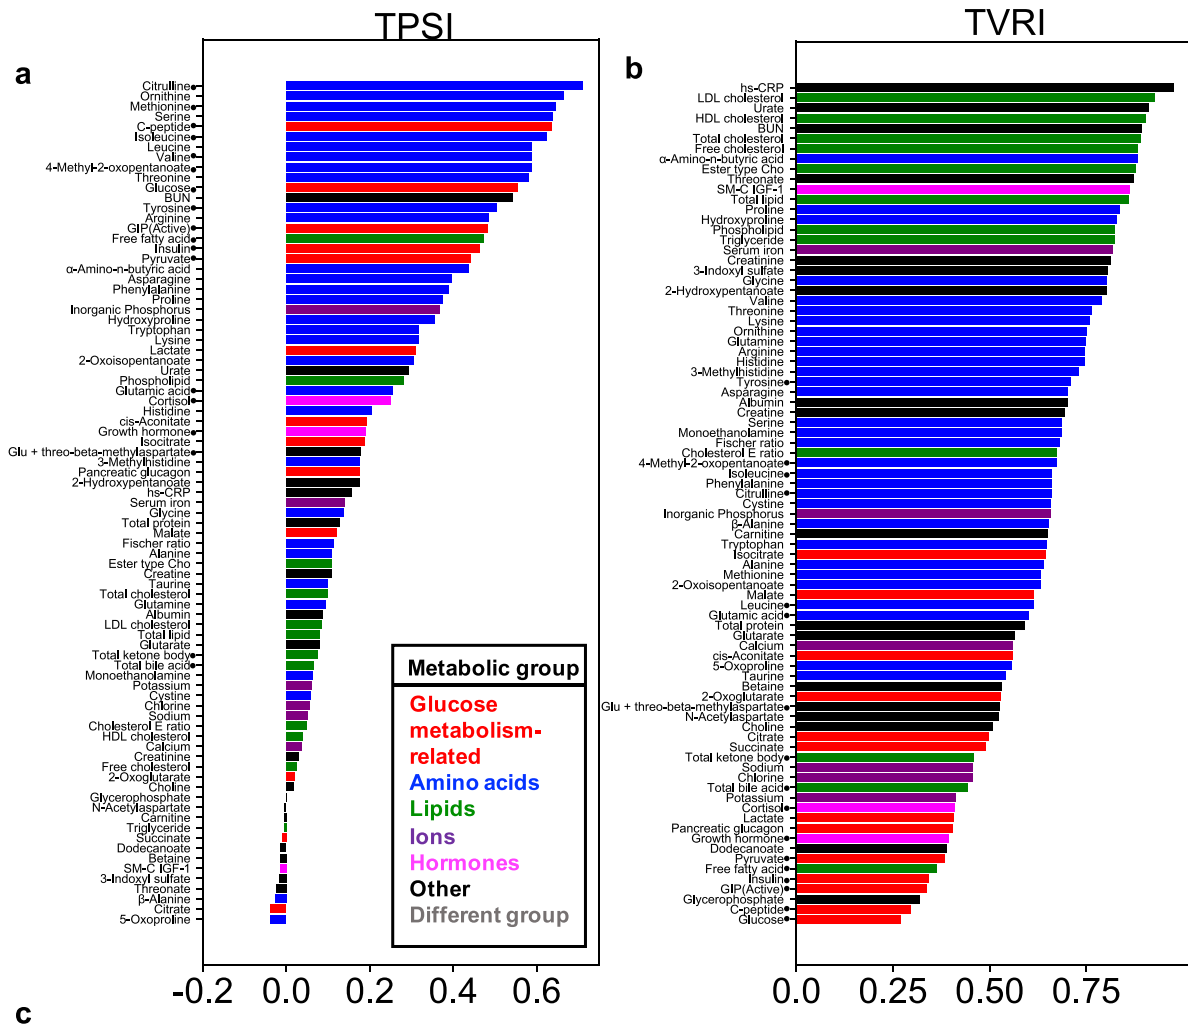 TPSI
a
Citrulline
Ornithine
Methionine
Serine
C-peptide
Isoleucine
Leucine
Valine
4-Methyl-2-oxopentanoate
Threonine
Glucose
BUN
Tyrosine
Arginine
GIP(Active)
Free fatty acid
Insulin
Pyruvate
α-Amino-n-butyric acid
Asparagine
Phenylalanine
Proline
Inorganic Phosphorus
Hydroxyproline
Tryptophan
Lysine
Lactate
2-Oxoisopentanoate
Urate
Phospholipid
Glutamic acid
Cortisol
Histidine
cis-Aconitate
Growth hormone
Isocitrate
Glu + threo-beta-methylaspartate
3-Methylhistidine
Pancreatic glucagon
2-Hydroxypentanoate
hs-CRP
Serum iron
Glycine
Total protein
Malate
Fischer ratio
Alanine
Ester type Cho
Creatine
Taurine
Total cholesterol
Glutamine
Albumin
LDL cholesterol
Total lipid
Glutarate
Total ketone body
Total bile acid
Monoethanolamine
Potassium
Cystine
Chlorine
Sodium
Cholesterol E ratio
HDL cholesterol
Calcium
Creatinine
Free cholesterol
2-Oxoglutarate
Choline
Glycerophosphate
N-Acetylaspartate
Carnitine
Triglyceride
Succinate
Dodecanoate
Betaine
SM-C IGF-1
3-Indoxyl sulfate
Threonate
β-Alanine
Citrate
5-Oxoproline
-0.2 0.0 0.2 0.4 0.6
Metabolic group
Glucose
metabolism-
related
Amino acids
Lipids
Ions
Hormones
Other
Different group
TVRI
b
hs-CRP
LDL cholesterol
Urate
HDL cholesterol
BUN
Total cholesterol
Free cholesterol
α-Amino-n-butyric acid
Ester type Cho
Threonate
SM-C IGF-1
Total lipid
Proline
Hydroxyproline
Phospholipid
Triglyceride
Serum iron
Creatinine
3-Indoxyl sulfate
Glycine
2-Hydroxypentanoate
Valine
Threonine
Lysine
Ornithine
Glutamine
Arginine
Histidine
3-Methylhistidine
Tyrosine
Asparagine
Albumin
Creatine
Serine
Monoethanolamine
Fischer ratio
Cholesterol E ratio
4-Methyl-2-oxopentanoate
Isoleucine
Phenylalanine
Citrulline
Cystine
Inorganic Phosphorus
β-Alanine
Carnitine
Tryptophan
Isocitrate
Alanine
Methionine
2-Oxoisopentanoate
Malate
Leucine
Glutamic acid
Total protein
Glutarate
Calcium
cis-Aconitate
5-Oxoproline
Taurine
Betaine
2-Oxoglutarate
Glu + threo-beta-methylaspartate
N-Acetylaspartate
Choline
Citrate
Succinate
Total ketone body
Sodium
Chlorine
Total bile acid
Potassium
Cortisol
Lactate
Pancreatic glucagon
Growth hormone
Dodecanoate
Pyruvate
Free fatty acid
Insulin
GIP(Active)
Glycerophosphate
C-peptide
Glucose
0.0 0.25 0.50 0.75
c